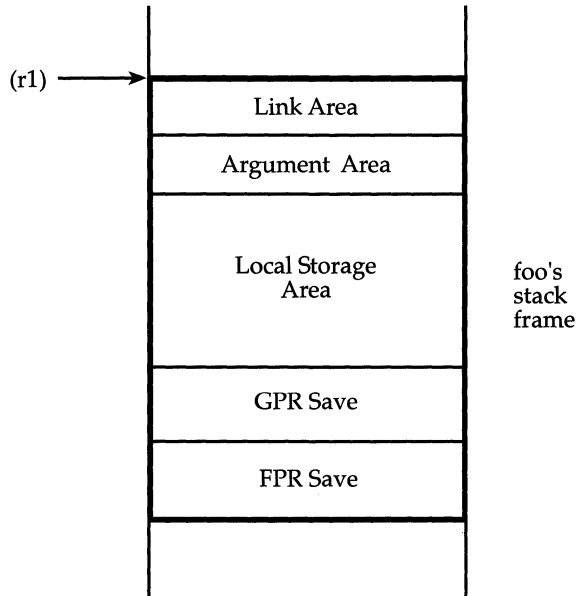 (r1)
Link Area
Argument Area
Local Storage
Area
foo's
stack
frame
GPR Save
FPR Save